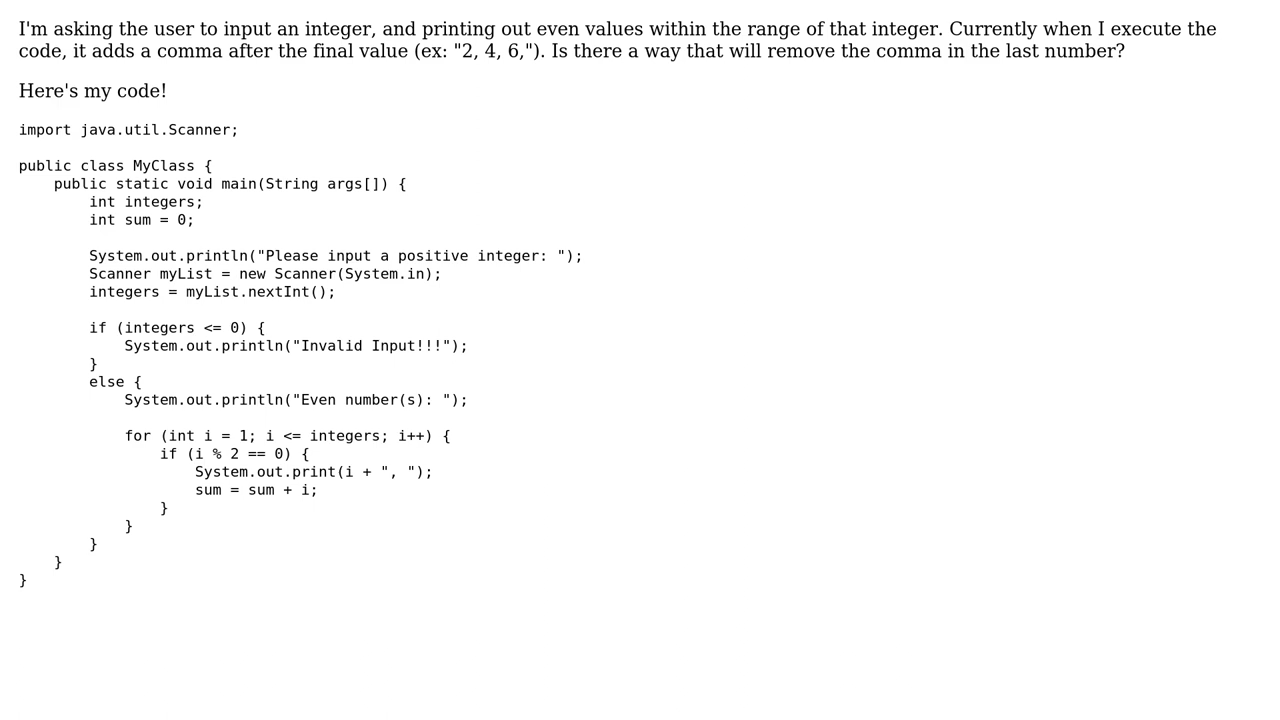 I'm asking the user to input an integer, and printing out even values within the range of that integer. Currently when I execute the
code, it adds a comma after the final value (ex: "2, 4, 6,"). Is there a way that will remove the comma in the last number?
Here's my code!
import java.util.Scanner;
public class MyClass {
    public static void main(String args[]) {
        int integers;
        int sum = 0;
        System.out.println("Please input a positive integer: ");
        Scanner myList = new Scanner(System.in);
        integers = myList.nextInt();
        if (integers <= 0) {
            System.out.println("Invalid Input!!!");
        }
        else {
            System.out.println("Even number(s): ");
            for (int i = 1; i <= integers; i++) {
                if (i % 2 == 0) {
                    System.out.print(i + ", ");
                    sum = sum + i;
                }
            }
        }
    }
}